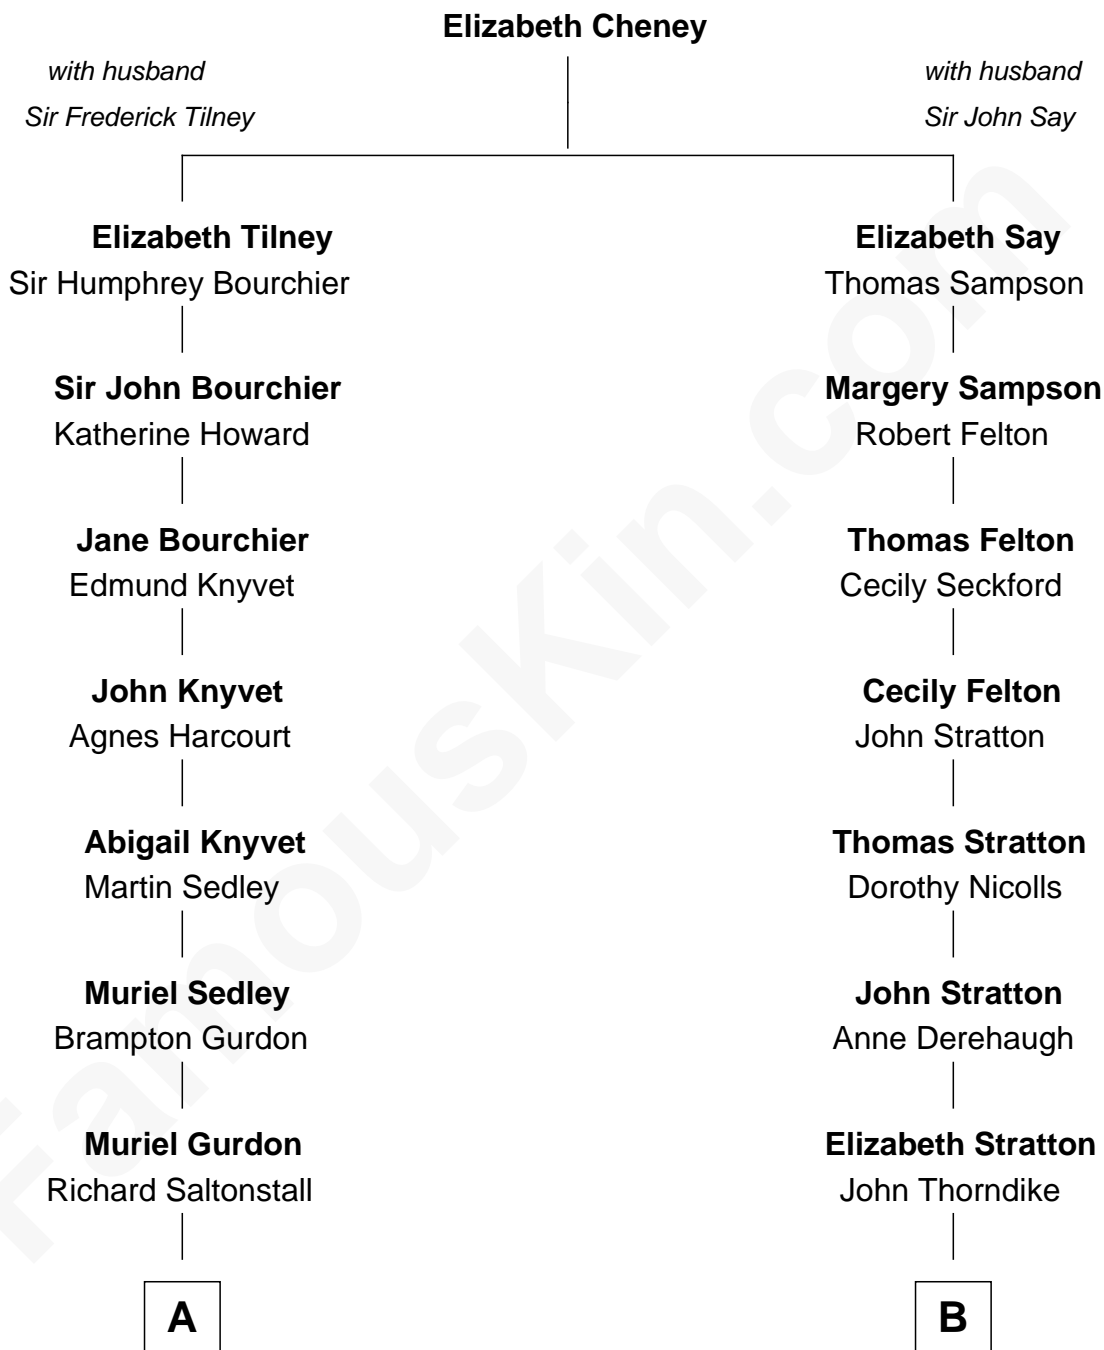 Elizabeth Cheney
with husband
Sir Frederick Tilney
with husband
Sir John Say
Elizabeth Tilney
Sir Humphrey Bourchier
Elizabeth Say
Thomas Sampson
Sir John Bourchier
Katherine Howard
Margery Sampson
Robert Felton
Jane Bourchier
Edmund Knyvet
Thomas Felton
Cecily Seckford
John Knyvet
Agnes Harcourt
Cecily Felton
John Stratton
Abigail Knyvet
Martin Sedley
Thomas Stratton
Dorothy Nicolls
Muriel Sedley
Brampton Gurdon
John Stratton
Anne Derehaugh
Muriel Gurdon
Richard Saltonstall
Elizabeth Stratton
John Thorndike
A
B
FamousKin.com